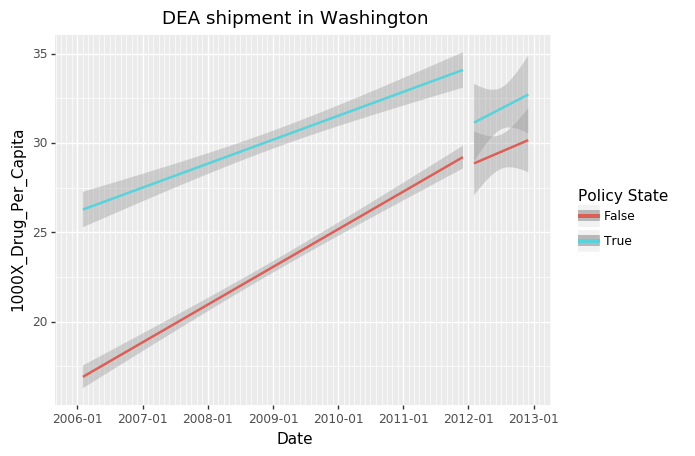 DEA shipment in Washington
35
30
25
20
1000X_Drug_Per_Capita
2006-01 2007-01 2008-01 2009-01 2010-01 2011-01 2012-01 2013-01
Date
Policy State
False
True